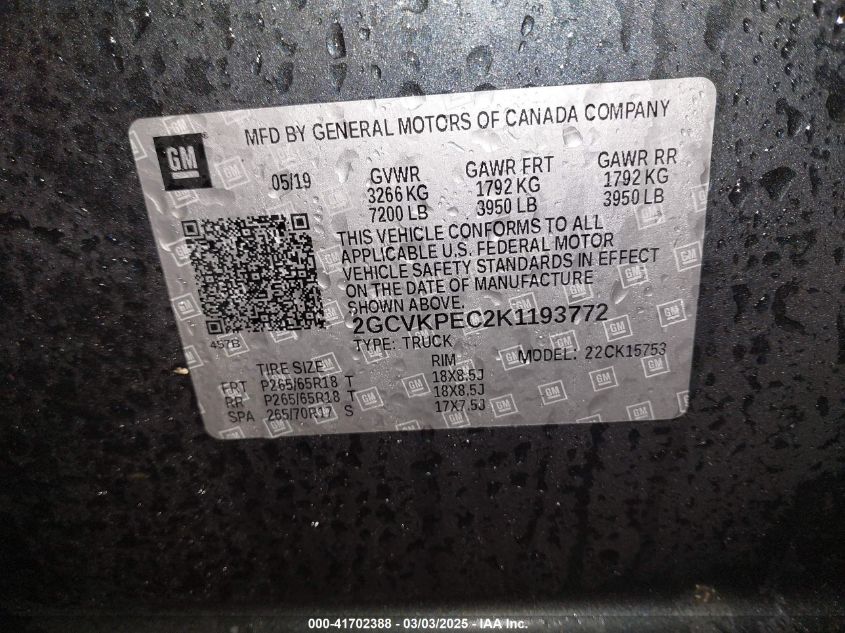 MFD BY GENERAL MOTORS OF CANADA COMPANY
GM
05/19
GVWR GAWR FRT GAWR RR
3266 KG 1792 KG 1792 KG
7200 LB 3950 LB 3950 LB
THIS VEHICLE CONFORMS TO ALL
APPLICABLE U.S. FEDERAL MOTOR
VEHICLE SAFETY STANDARDS IN EFFECT
ON THE DATE OF MANUFACTURE
SHOWN ABOVE.
2GCVKPEC2K1193772
457B
TYPE: TRUCK MODEL: 22CK15753
TIRE SIZE RIM
FRT P265/65R18 T 18X8.5J
RR P265/65R18 T 18X8.5J
SPA 265/70R17 S 17X7.5J
000-41702388 - 03/03/2025 - IAA Inc.